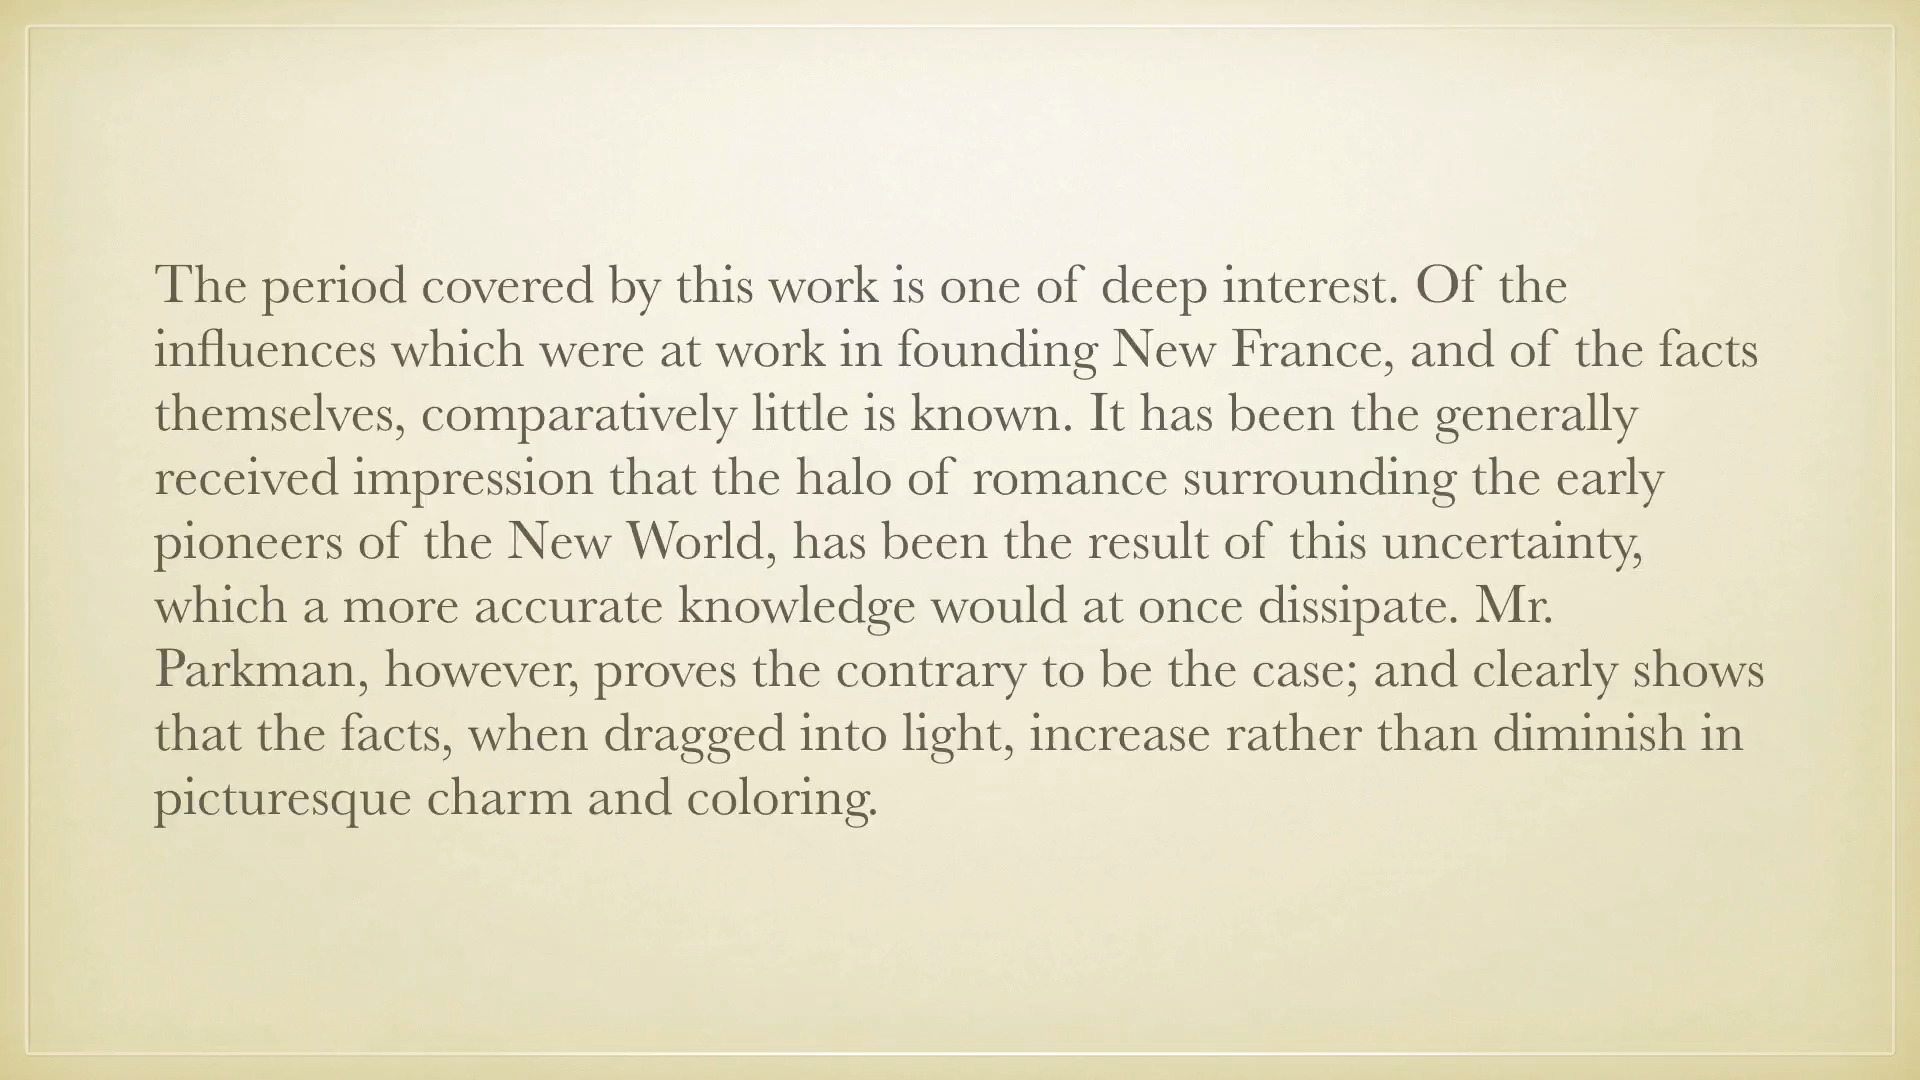 The period covered by this work is one of deep interest. Of the
influences which were at work in founding New France, and of the facts
themselves, comparatively little is known. It has been the generally
received impression that the halo of romance surrounding the early
pioneers of the New World, has been the result of this uncertainty,
which a more accurate knowledge would at once dissipate. Mr.
Parkman, however, proves the contrary to be the case; and clearly shows
that the facts, when dragged into light, increase rather than diminish in
picturesque charm and coloring.